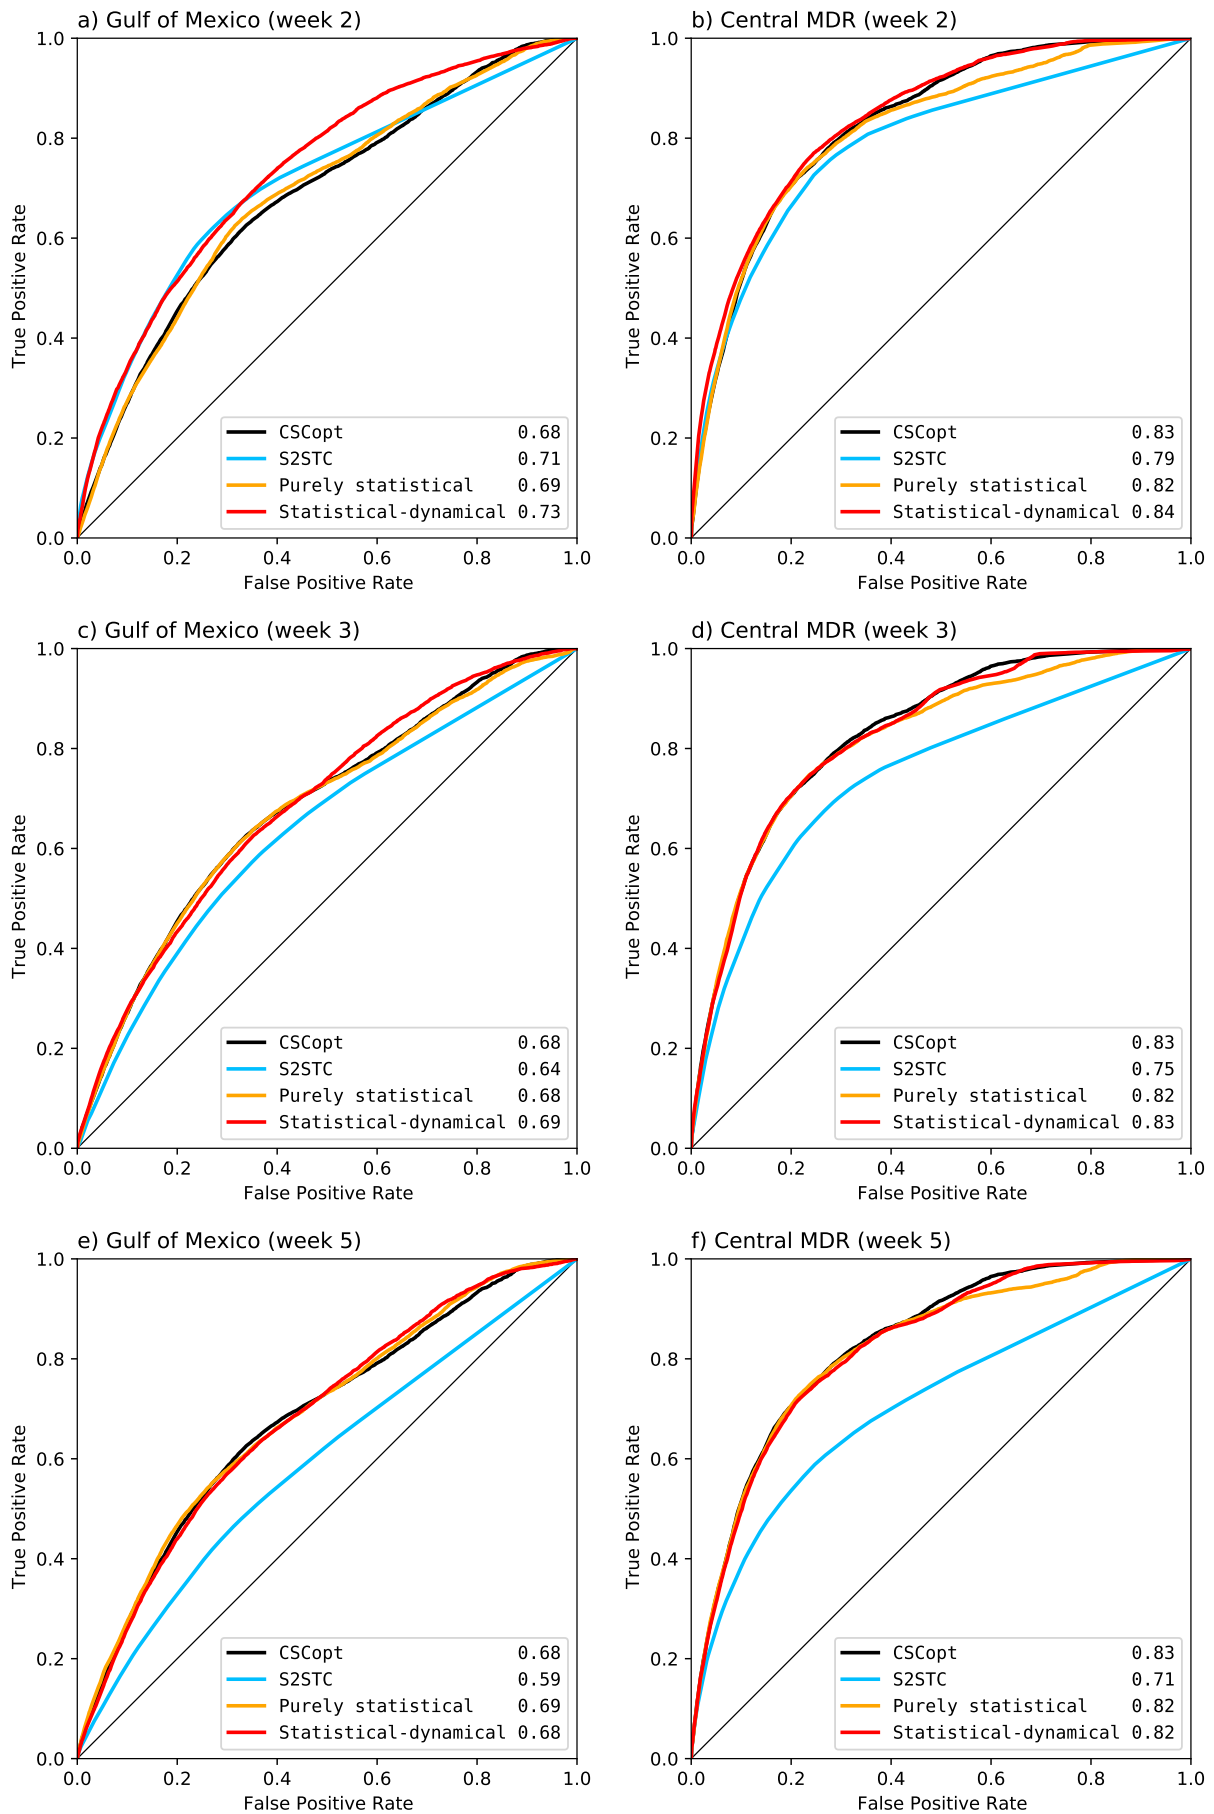 a) Gulf of Mexico (week 2)
1.0
0.8
0.6
0.4
0.2
0.0
True Positive Rate
CSCopt 0.68
S2STC 0.71
Purely statistical 0.69
Statistical-dynamical 0.73
0.0 0.2 0.4 0.6 0.8 1.0
False Positive Rate
b) Central MDR (week 2)
1.0
0.8
0.6
0.4
0.2
0.0
True Positive Rate
CSCopt 0.83
S2STC 0.79
Purely statistical 0.82
Statistical-dynamical 0.84
0.0 0.2 0.4 0.6 0.8 1.0
False Positive Rate
c) Gulf of Mexico (week 3)
1.0
0.8
0.6
0.4
0.2
0.0
True Positive Rate
CSCopt 0.68
S2STC 0.64
Purely statistical 0.68
Statistical-dynamical 0.69
0.0 0.2 0.4 0.6 0.8 1.0
False Positive Rate
d) Central MDR (week 3)
1.0
0.8
0.6
0.4
0.2
0.0
True Positive Rate
CSCopt 0.83
S2STC 0.75
Purely statistical 0.82
Statistical-dynamical 0.83
0.0 0.2 0.4 0.6 0.8 1.0
False Positive Rate
e) Gulf of Mexico (week 5)
1.0
0.8
0.6
0.4
0.2
0.0
True Positive Rate
CSCopt 0.68
S2STC 0.59
Purely statistical 0.69
Statistical-dynamical 0.68
0.0 0.2 0.4 0.6 0.8 1.0
False Positive Rate
f) Central MDR (week 5)
1.0
0.8
0.6
0.4
0.2
0.0
True Positive Rate
CSCopt 0.83
S2STC 0.71
Purely statistical 0.82
Statistical-dynamical 0.82
0.0 0.2 0.4 0.6 0.8 1.0
False Positive Rate